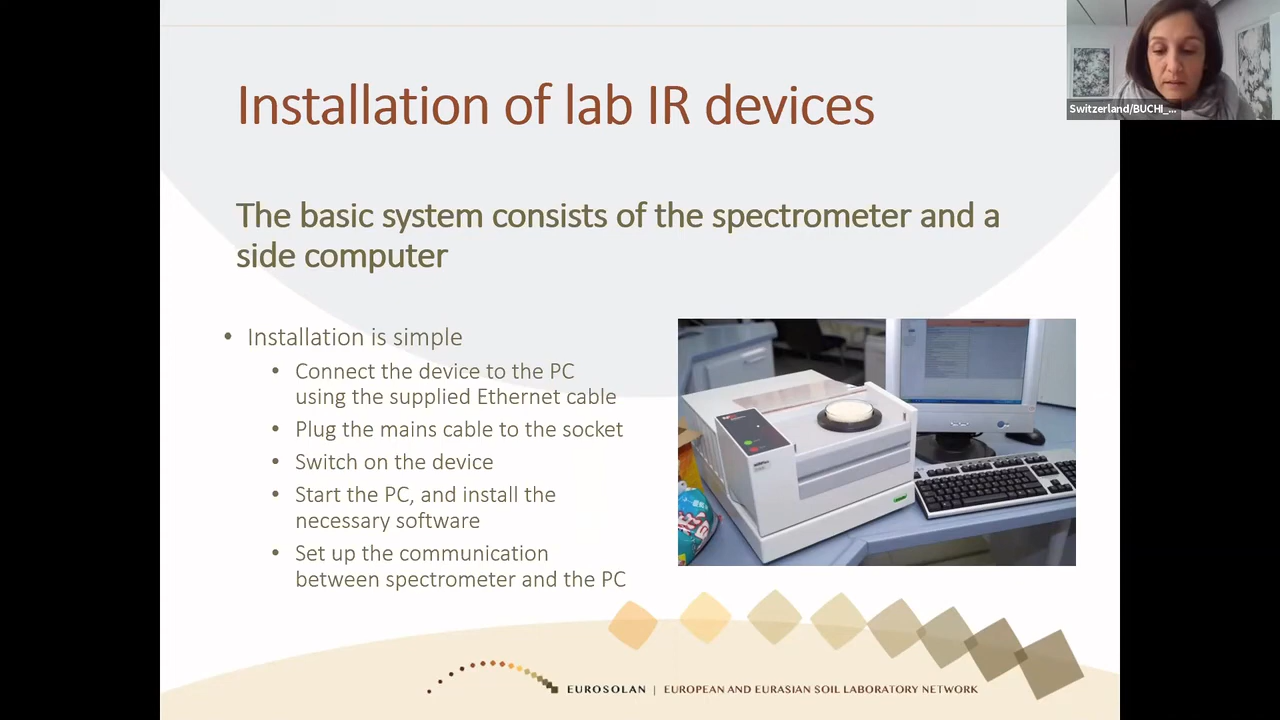 Installation of lab IR devices
Switzerland/BUCHI_...
The basic system consists of the spectrometer and a
side computer
• Installation is simple
• Connect the device to the PC
using the supplied Ethernet cable
• Plug the mains cable to the socket
• Switch on the device
• Start the PC, and install the
necessary software
• Set up the communication
between spectrometer and the PC
EUROSOLAN | EUROPEAN AND EURASIAN SOIL LABORATORY NETWORK